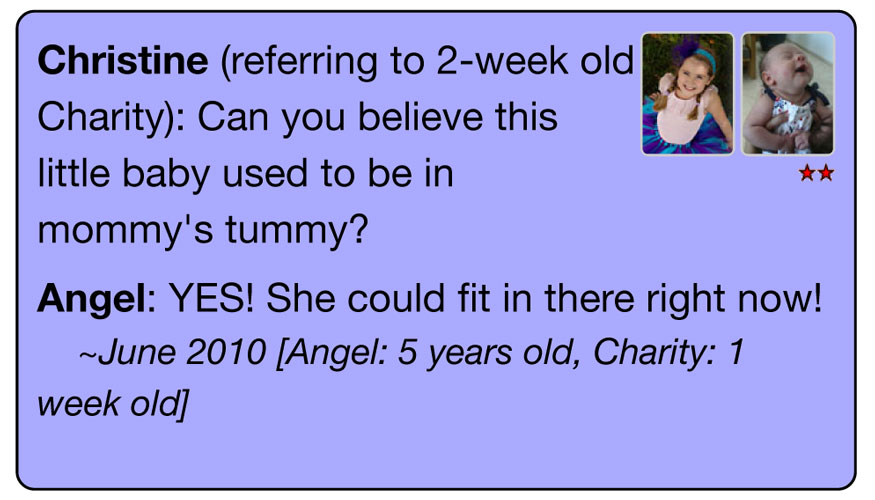 Christine (referring to 2-week old
Charity): Can you believe this
little baby used to be in
mommy's tummy?
Angel: YES! She could fit in there right now!
~June 2010 [Angel: 5 years old, Charity: 1
week old]